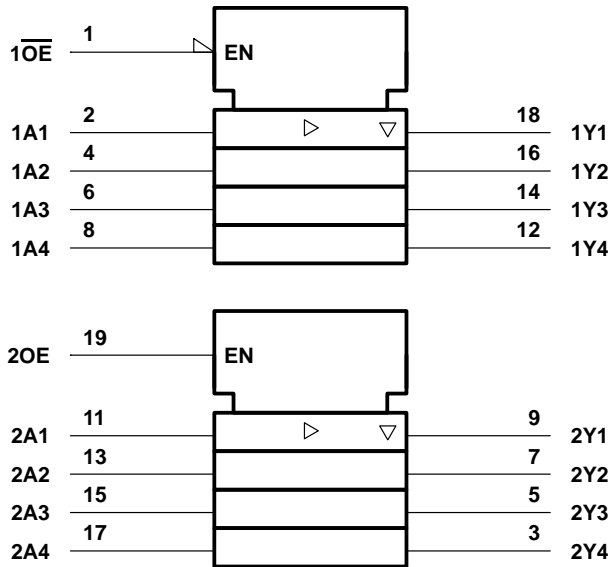 1
1O̅E̅ EN
2 18
1A1 1Y1
4 16
1A2 1Y2
6 14
1A3 1Y3
8 12
1A4 1Y4
19
2OE EN
11 9
2A1 2Y1
13 7
2A2 2Y2
15 5
2A3 2Y3
17 3
2A4 2Y4